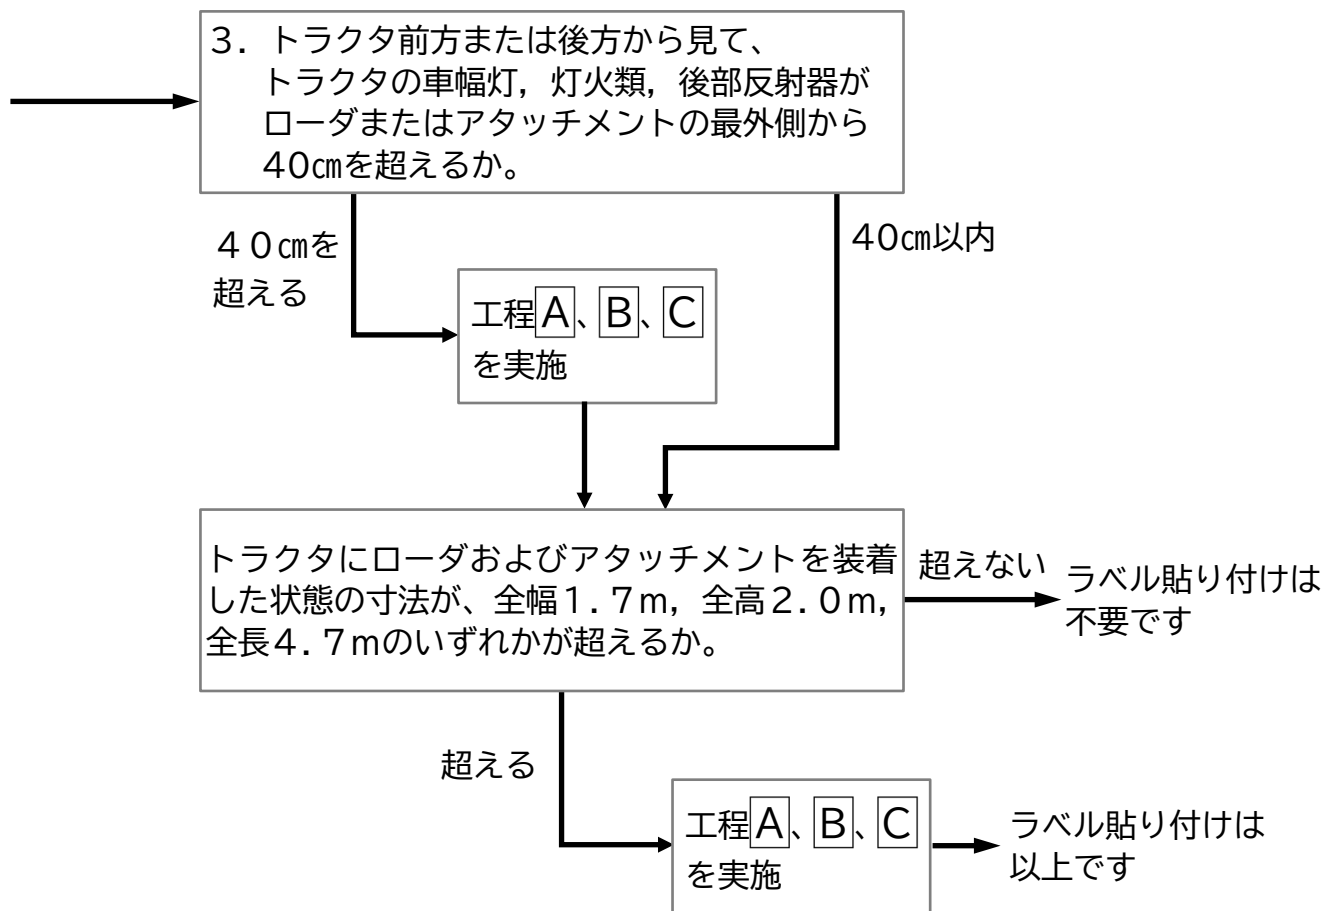 3．トラクタ前方または後方から見て、
トラクタの車幅灯，灯火類，後部反射器が
ローダまたはアタッチメントの最外側から
40㎝を超えるか。
４０㎝を
超える
40㎝以内
工程A、B、C
を実施
トラクタにローダおよびアタッチメントを装着
した状態の寸法が、全幅１.７ｍ，全高２.０ｍ，
全長４.７ｍのいずれかが超えるか。
超えない
ラベル貼り付けは
不要です
超える
工程A、B、C
を実施
ラベル貼り付けは
以上です